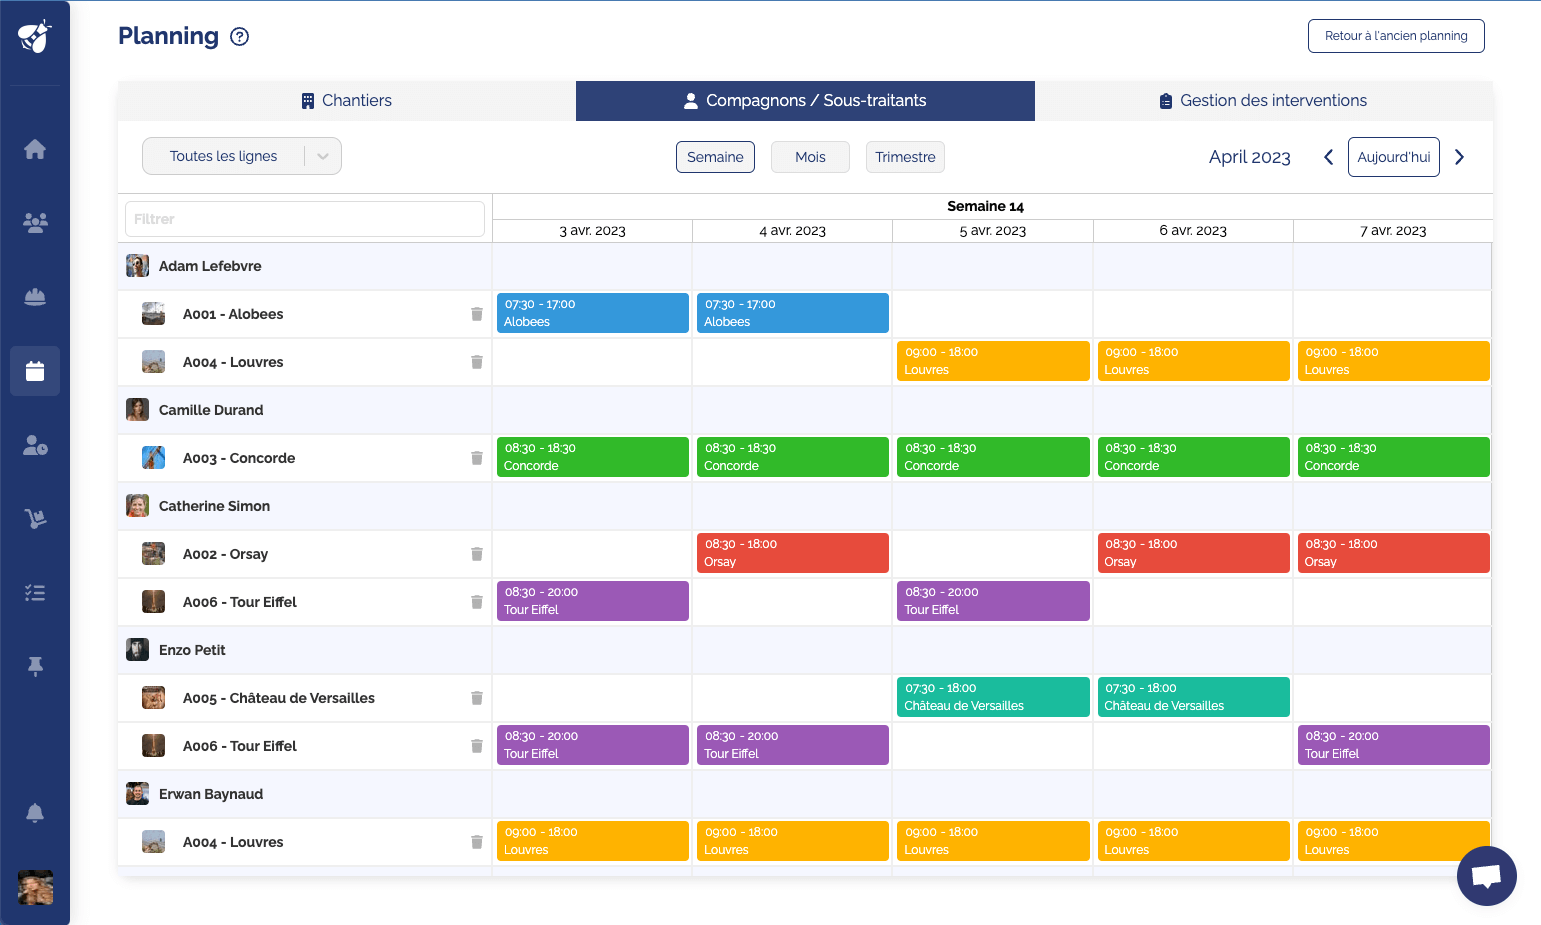 Planning
Retour à l'ancien planning
Chantiers
Compagnons / Sous-traitants
Gestion des interventions
Toutes les lignes
Semaine
Mois
Trimestre
April 2023
Aujourd'hui
Filtrer
Semaine 14
3 avr. 2023
4 avr. 2023
5 avr. 2023
6 avr. 2023
7 avr. 2023
Adam Lefebvre
A001 - Alobees
07:30 - 17:00
Alobees
07:30 - 17:00
Alobees
A004 - Louvres
09:00 - 18:00
Louvres
09:00 - 18:00
Louvres
09:00 - 18:00
Louvres
Camille Durand
A003 - Concorde
08:30 - 18:30
Concorde
08:30 - 18:30
Concorde
08:30 - 18:30
Concorde
08:30 - 18:30
Concorde
08:30 - 18:30
Concorde
Catherine Simon
A002 - Orsay
08:30 - 18:00
Orsay
08:30 - 18:00
Orsay
08:30 - 18:00
Orsay
A006 - Tour Eiffel
08:30 - 20:00
Tour Eiffel
08:30 - 20:00
Tour Eiffel
Enzo Petit
A005 - Château de Versailles
07:30 - 18:00
Château de Versailles
07:30 - 18:00
Château de Versailles
A006 - Tour Eiffel
08:30 - 20:00
Tour Eiffel
08:30 - 20:00
Tour Eiffel
08:30 - 20:00
Tour Eiffel
Erwan Baynaud
A004 - Louvres
09:00 - 18:00
Louvres
09:00 - 18:00
Louvres
09:00 - 18:00
Louvres
09:00 - 18:00
Louvres
09:00 - 18:00
Louvres